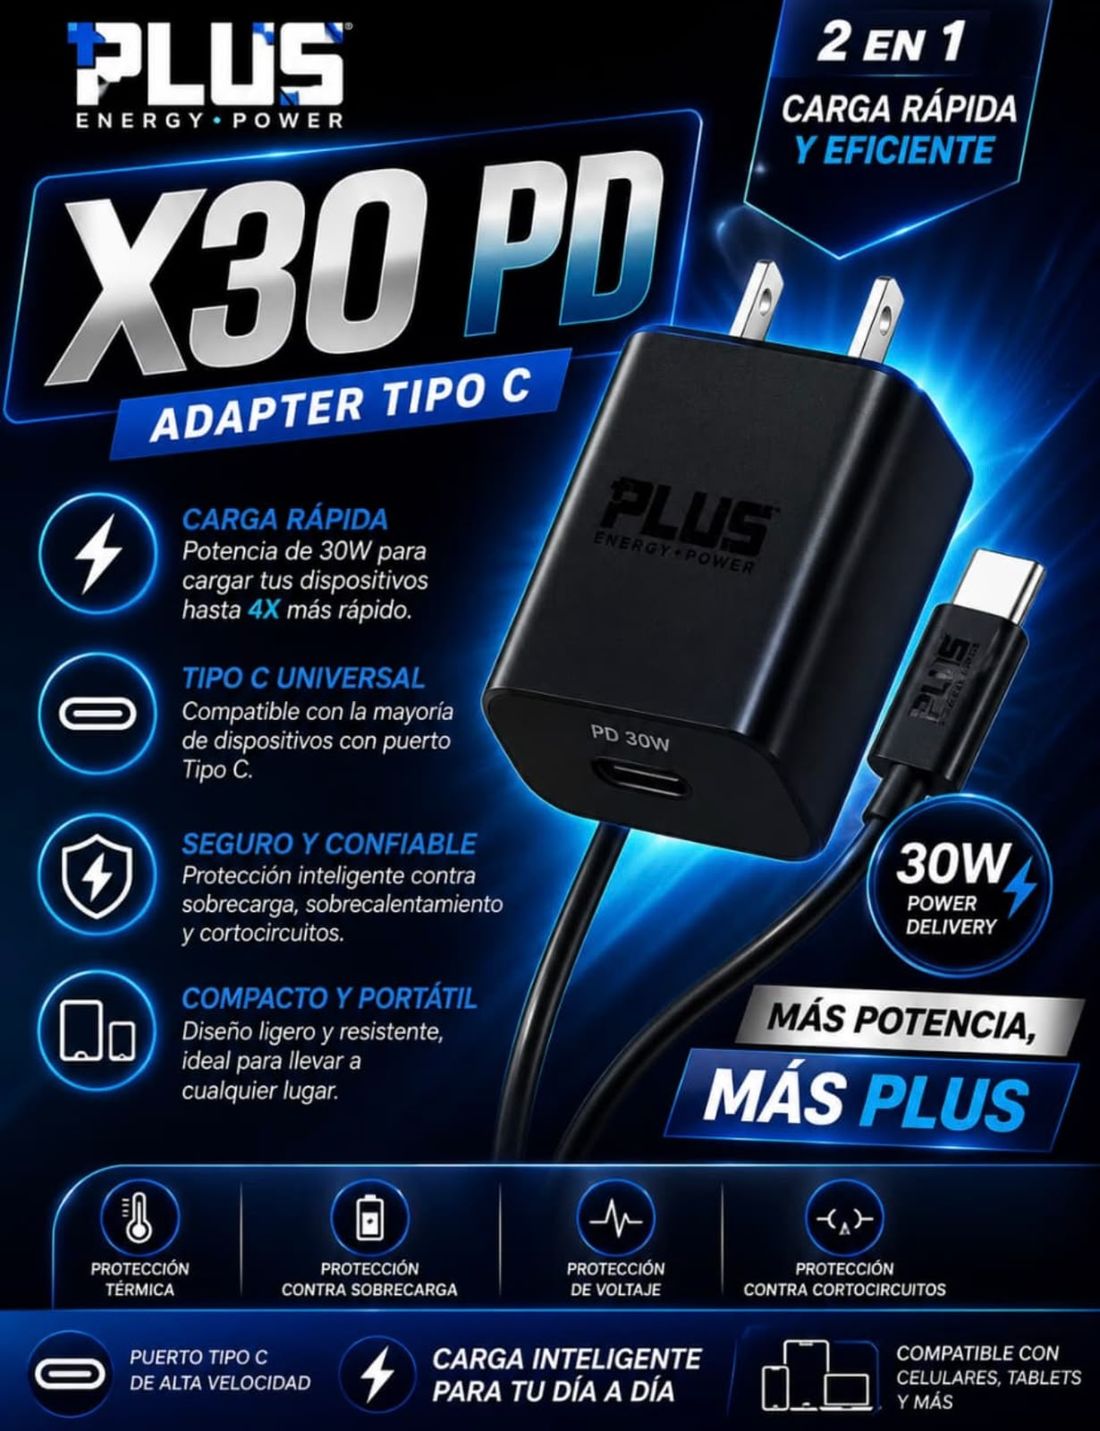 PLUS®
ENERGY • POWER
2 EN 1
CARGA RÁPIDA
Y EFICIENTE
X30 PD
ADAPTER TIPO C
CARGA RÁPIDA
Potencia de 30W para
cargar tus dispositivos
hasta 4X más rápido.
TIPO C UNIVERSAL
Compatible con la mayoría
de dispositivos con puerto
Tipo C.
SEGURO Y CONFIABLE
Protección inteligente contra
sobrecarga, sobrecalentamiento
y cortocircuitos.
COMPACTO Y PORTÁTIL
Diseño ligero y resistente,
ideal para llevar a
cualquier lugar.
PLUS
ENERGY • POWER
PD 30W
PLUS
30W
POWER
DELIVERY
MÁS POTENCIA,
MÁS PLUS
PROTECCIÓN
TÉRMICA
PROTECCIÓN
CONTRA SOBRECARGA
PROTECCIÓN
DE VOLTAJE
PROTECCIÓN
CONTRA CORTOCIRCUITOS
PUERTO TIPO C
DE ALTA VELOCIDAD
CARGA INTELIGENTE
PARA TU DÍA A DÍA
COMPATIBLE CON
CELULARES, TABLETS
Y MÁS